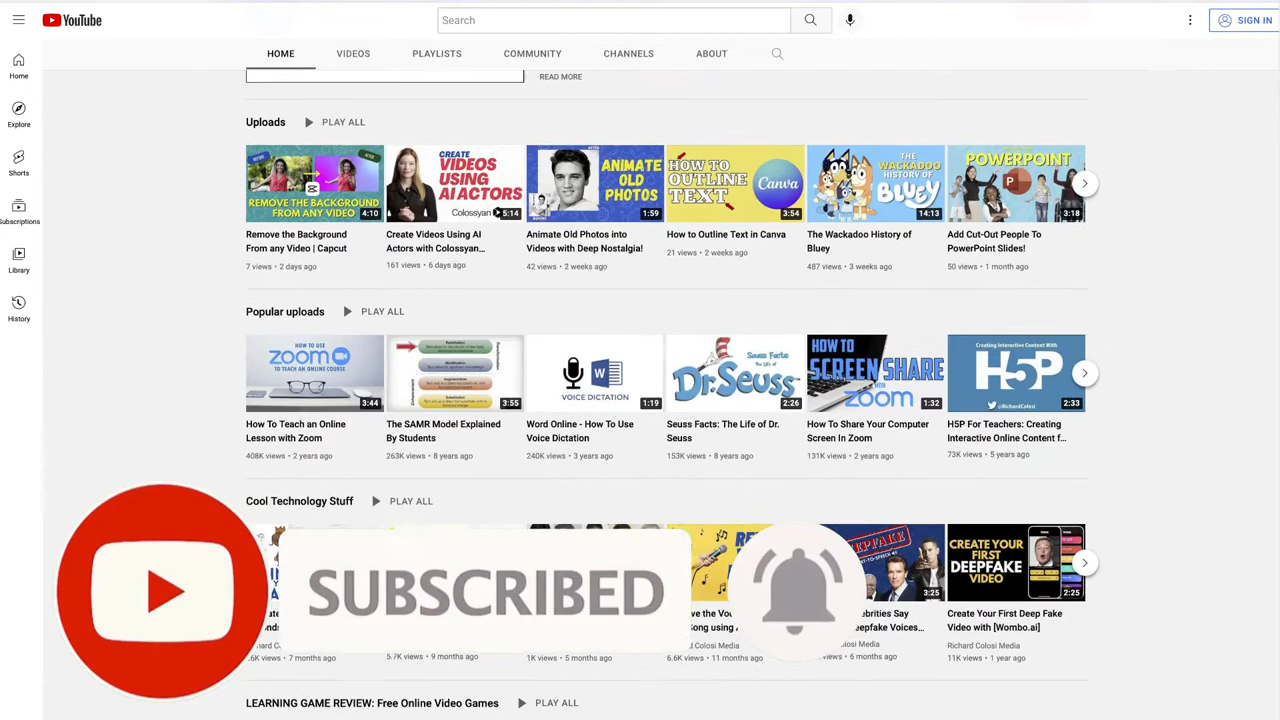 YouTube
Search
SIGN IN
HOME VIDEOS PLAYLISTS COMMUNITY CHANNELS ABOUT
Home
Explore
Shorts
Subscriptions
Library
History
READ MORE
Uploads PLAY ALL
BEFORE
AFTER
REMOVE THE BACKGROUND
FROM ANY VIDEO
4:10
Remove the Background
From any Video | Capcut
7 views • 2 days ago
CREATE
VIDEOS
USING
AI ACTORS
Colossyan
5:14
Create Videos Using AI
Actors with Colossyan...
161 views • 6 days ago
AFTER
ANIMATE
OLD
PHOTOS
1:59
Animate Old Photos into
Videos with Deep Nostalgia!
42 views • 2 weeks ago
HOW TO
OUTLINE
TEXT
Canva
3:54
How to Outline Text in Canva
21 views • 2 weeks ago
THE
WACKADOO
HISTORY
OF
BLUEY
14:13
The Wackadoo History of
Bluey
487 views • 3 weeks ago
POWERPOINT
P
3:18
Add Cut-Out People To
PowerPoint Slides!
50 views • 1 month ago
Popular uploads PLAY ALL
HOW TO USE
zoom
TO TEACH AN ONLINE COURSE
3:44
How To Teach an Online
Lesson with Zoom
408K views • 2 years ago
3:55
The SAMR Model Explained
By Students
263K views • 8 years ago
W
VOICE DICTATION
1:19
Word Online - How To Use
Voice Dictation
240K views • 3 years ago
Seuss Facts
The Life of
Dr. Seuss
2:26
Seuss Facts: The Life of Dr.
Seuss
153K views • 8 years ago
HOW TO
SCREEN SHARE
WITH
zoom
1:32
How To Share Your Computer
Screen In Zoom
131K views • 2 years ago
Creating Interactive Content With
H5P
@RichardColosi
2:33
H5P For Teachers: Creating
Interactive Online Content f...
73K views • 5 years ago
Cool Technology Stuff PLAY ALL
SUBSCRIBED
7 months ago
5.7K views • 9 months ago
1K views • 5 months ago
Colosi Media
6.6K views • 11 months ago
DEEPFAKE
3:25
6 months ago
CREATE YOUR
FIRST
DEEPFAKE
VIDEO
2:25
Create Your First Deep Fake
Video with [Wombo.ai]
Richard Colosi Media
11K views • 1 year ago
LEARNING GAME REVIEW: Free Online Video Games PLAY ALL